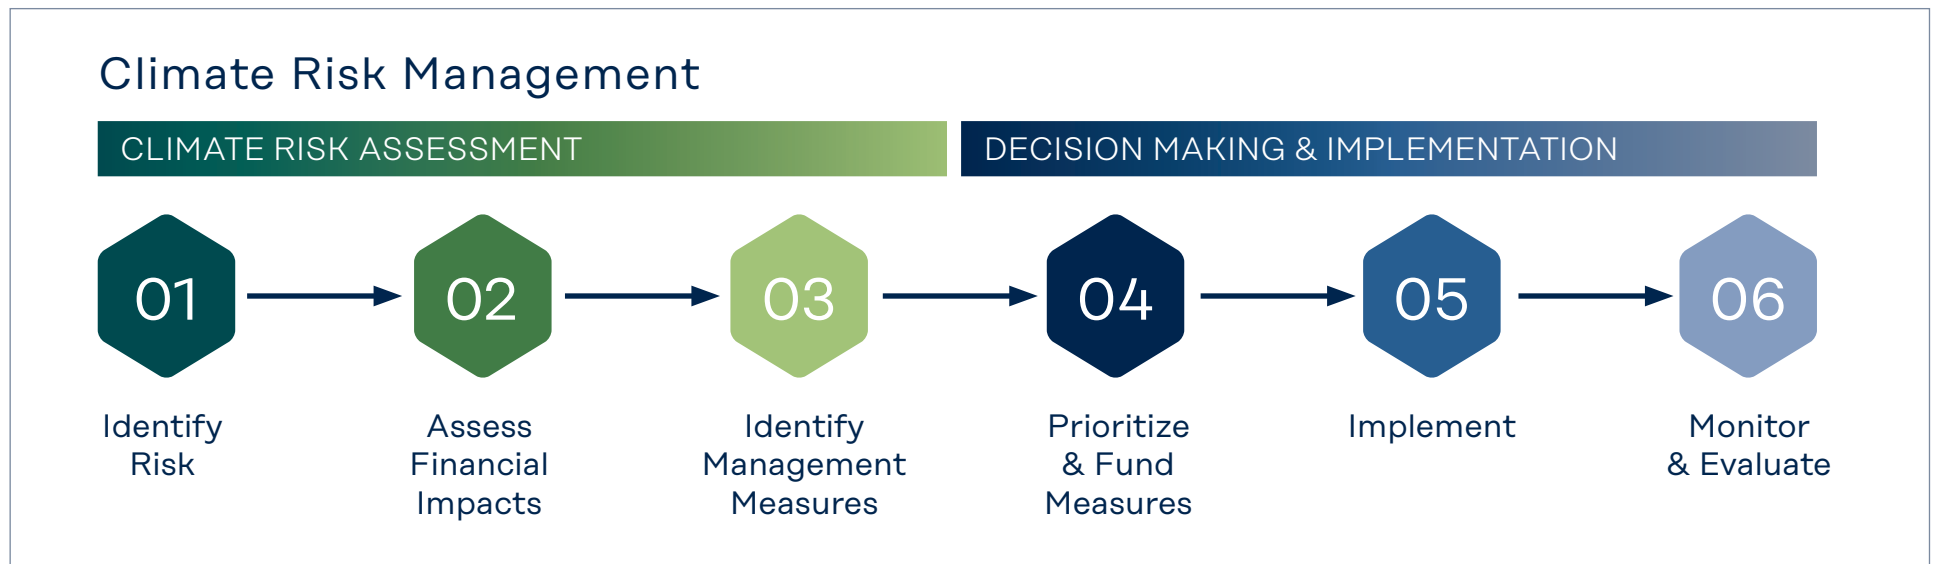 Climate Risk Management
CLIMATE RISK ASSESSMENT
DECISION MAKING & IMPLEMENTATION
01
02
03
04
05
06
Identify
Risk
Assess
Financial
Impacts
Identify
Management
Measures
Prioritize
& Fund
Measures
Implement
Monitor
& Evaluate